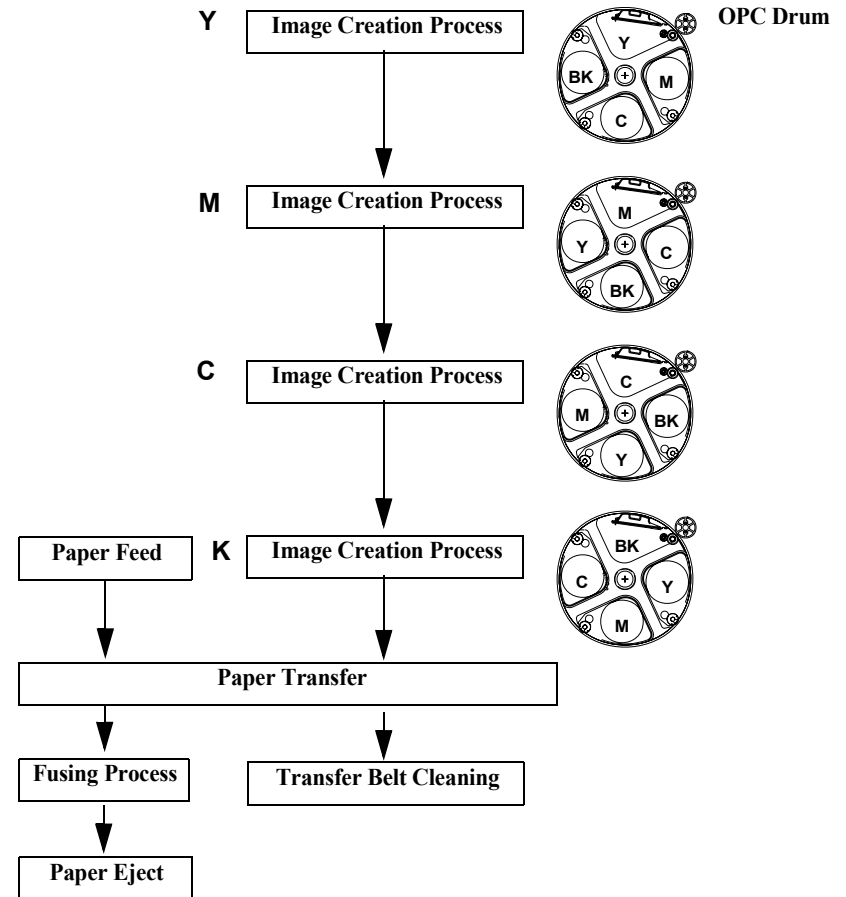 Y
Image Creation Process
OPC Drum
Y
BK
M
C
M
Image Creation Process
M
Y
C
BK
C
Image Creation Process
C
M
BK
Y
Paper Feed
K
Image Creation Process
BK
C
Y
M
Paper Transfer
Fusing Process
Transfer Belt Cleaning
Paper Eject